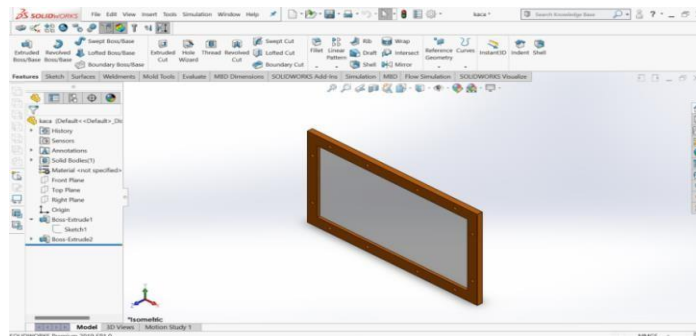 SOLIDWORKS File Edit View Insert Tools Simulation Window Help kaca * Search Knowledge Base
Extruded Boss/Base
Revolved Boss/Base
Swept Boss/Base
Lofted Boss/Base
Boundary Boss/Base
Extruded Cut
Hole Wizard
Thread
Revolved Cut
Swept Cut
Lofted Cut
Boundary Cut
Fillet
Linear Pattern
Rib
Draft
Shell
Wrap
Intersect
Mirror
Reference Geometry
Curves
Instant3D
Indent
Shell
Features Sketch Surfaces Weldments Mold Tools Evaluate MBD Dimensions SOLIDWORKS Add-Ins Simulation MBD Flow Simulation SOLIDWORKS Visualize
kaca (Default<<Default>_Dis
History
Sensors
Annotations
Solid Bodies(1)
Material <not specified>
Front Plane
Top Plane
Right Plane
Origin
Boss-Extrude1
Sketch1
Boss-Extrude2
*Isometric
Model 3D Views Motion Study 1